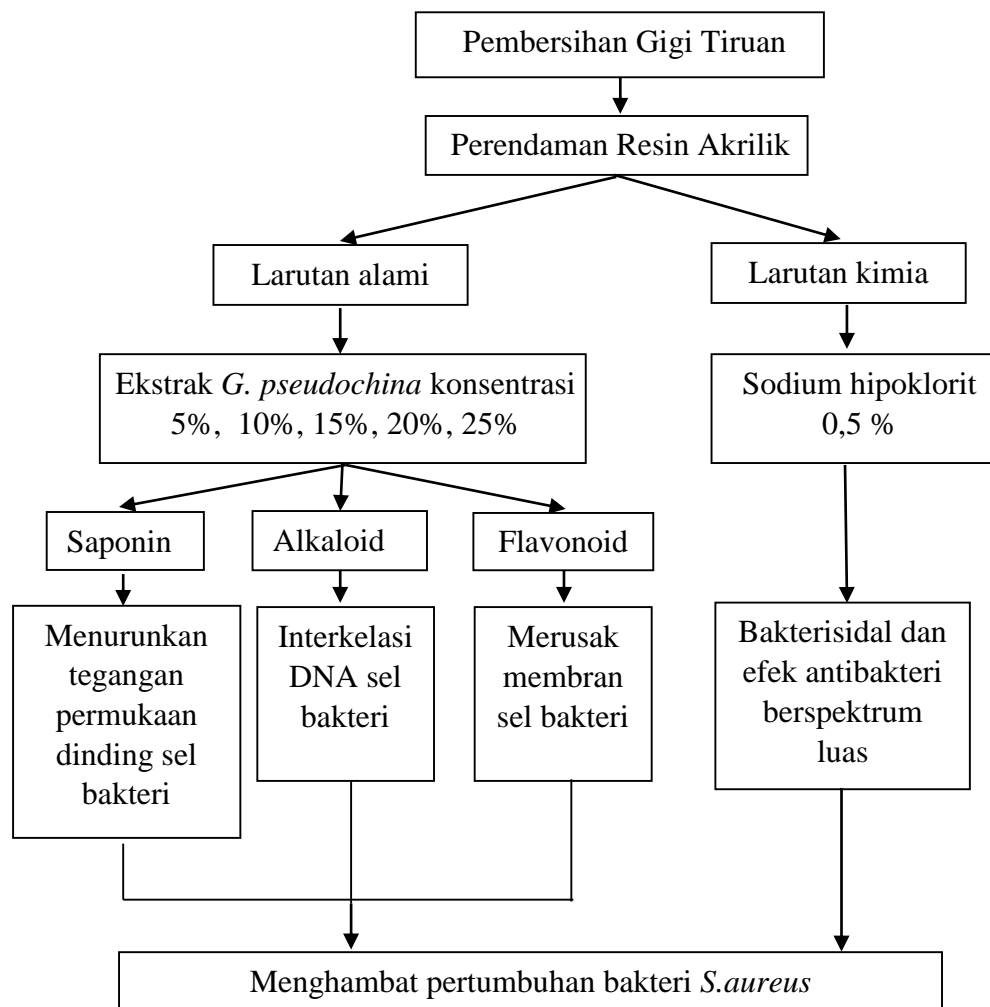 Pembersihan Gigi Tiruan
Perendaman Resin Akrilik
Larutan alami
Larutan kimia
Ekstrak G. pseudochina konsentrasi
5%, 10%, 15%, 20%, 25%
Sodium hipoklorit
0,5 %
Saponin
Alkaloid
Flavonoid
Menurunkan
tegangan
permukaan
dinding sel
bakteri
Interkelasi
DNA sel
bakteri
Merusak
membran
sel bakteri
Bakterisidal dan
efek antibakteri
berspektrum
luas
Menghambat pertumbuhan bakteri S.aureus